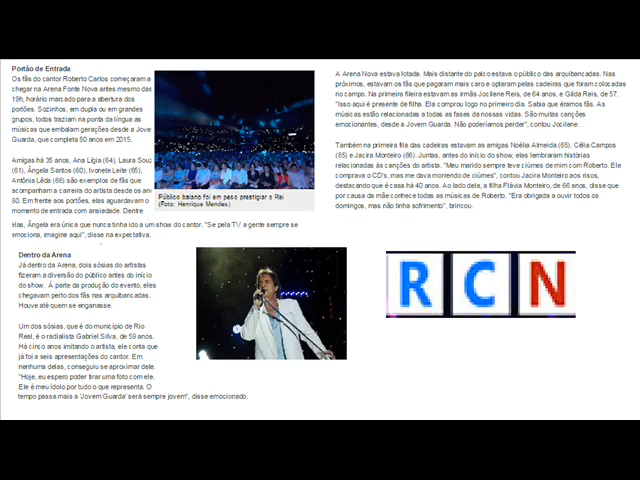 Portão de Entrada
Os fãs do cantor Roberto Carlos começaram a
chegar na Arena Fonte Nova antes mesmo das
19h, horário marcado para a abertura dos
portões. Sozinhos, em dupla ou em grandes
grupos, todos traziam na ponta da língua as
músicas que embalam gerações desde a Jove
Guarda, que completa 50 anos em 2015.
Amigas há 35 anos, Ana Lígia (64), Laura Souz
(61), Ângela Santos (60), Ivonete Leite (65),
Antônia Lêda (66) são exemplos de fãs que
acompanham a carreira do artista desde os an
60. Em frente aos portões, elas aguardavam o
momento de entrada com ansiedade. Dentre
elas, Ângela era única que nunca tinha ido a um show do cantor. "Se pela TV a gente sempre se
emociona, imagine aqui", disse na expectativa.
Público baiano foi em peso prestigiar o Rei
(Foto: Henrique Mendes)
Dentro da Arena
Já dentro da Arena, dois sósias do artista
fizeram a diversão do público antes do início
do show. À parte da produção do evento, eles
chegavam perto dos fãs nas arquibancadas.
Houve até quem se enganasse.
Um dos sósias, que é do município de Rio
Real, é o radialista Gabriel Silva, de 59 anos.
Há cinco anos imitando o artista, ele conta que
já foi a seis apresentações do cantor. Em
nenhuma delas, conseguiu se aproximar dele.
"Hoje, eu espero poder tirar uma foto com ele.
Ele é meu ídolo por tudo o que representa. O
tempo passa mais a 'Jovem Guarda' será sempre jovem", disse emocionado.
A Arena Nova estava lotada. Mais distante do palco estava o público das arquibancadas. Nas
próximos, estavam os fãs que pagaram mais caro e optaram pelas cadeiras que foram colocadas
no campo. Na primeira fileira estavam as irmãs Jocilene Reis, de 64 anos, e Gilda Reis, de 57.
"Isso aqui é presente de filha. Ela comprou logo no primeiro dia. Sabia que éramos fãs. As
músicas estão relacionadas a todas as fases da nossas vidas. São muitas canções
emocionantes, desde a Jovem Guarda. Não poderíamos perder", contou Jocilene.
Também na primeira fila das cadeiras estavam as amigas Noélia Almeida (65), Célia Campos
(85) e Jacira Monteiro (66). Juntas, antes do início do show, elas lembraram histórias
relacionadas às canções do artista. "Meu marido sempre teve ciúmes de mim com Roberto. Ele
comprava o CD's, mas me dava morrendo de ciúmes", contou Jacira Monteiro aos risos,
destacando que é casa há 40 anos. Ao lado dela, a filha Flávia Monteiro, de 66 anos, disse que
por causa da mãe conhece todas as músicas de Roberto. "Era obrigada a ouvir todos os
domingos, mas não tinha sofrimento", brincou.
RCN